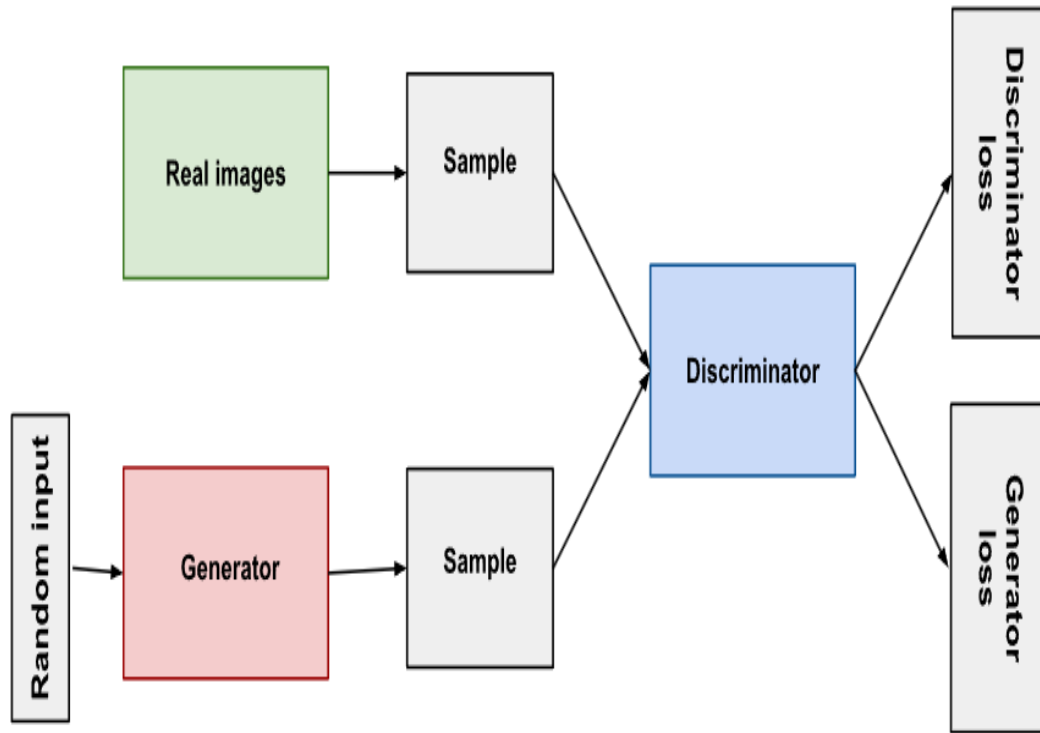 Real images
Sample
Discriminator
loss
Discriminator
Random input
Generator
Sample
Generator
loss